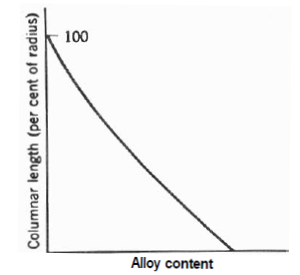 Columnar length (per cent of radius)
100
Alloy content